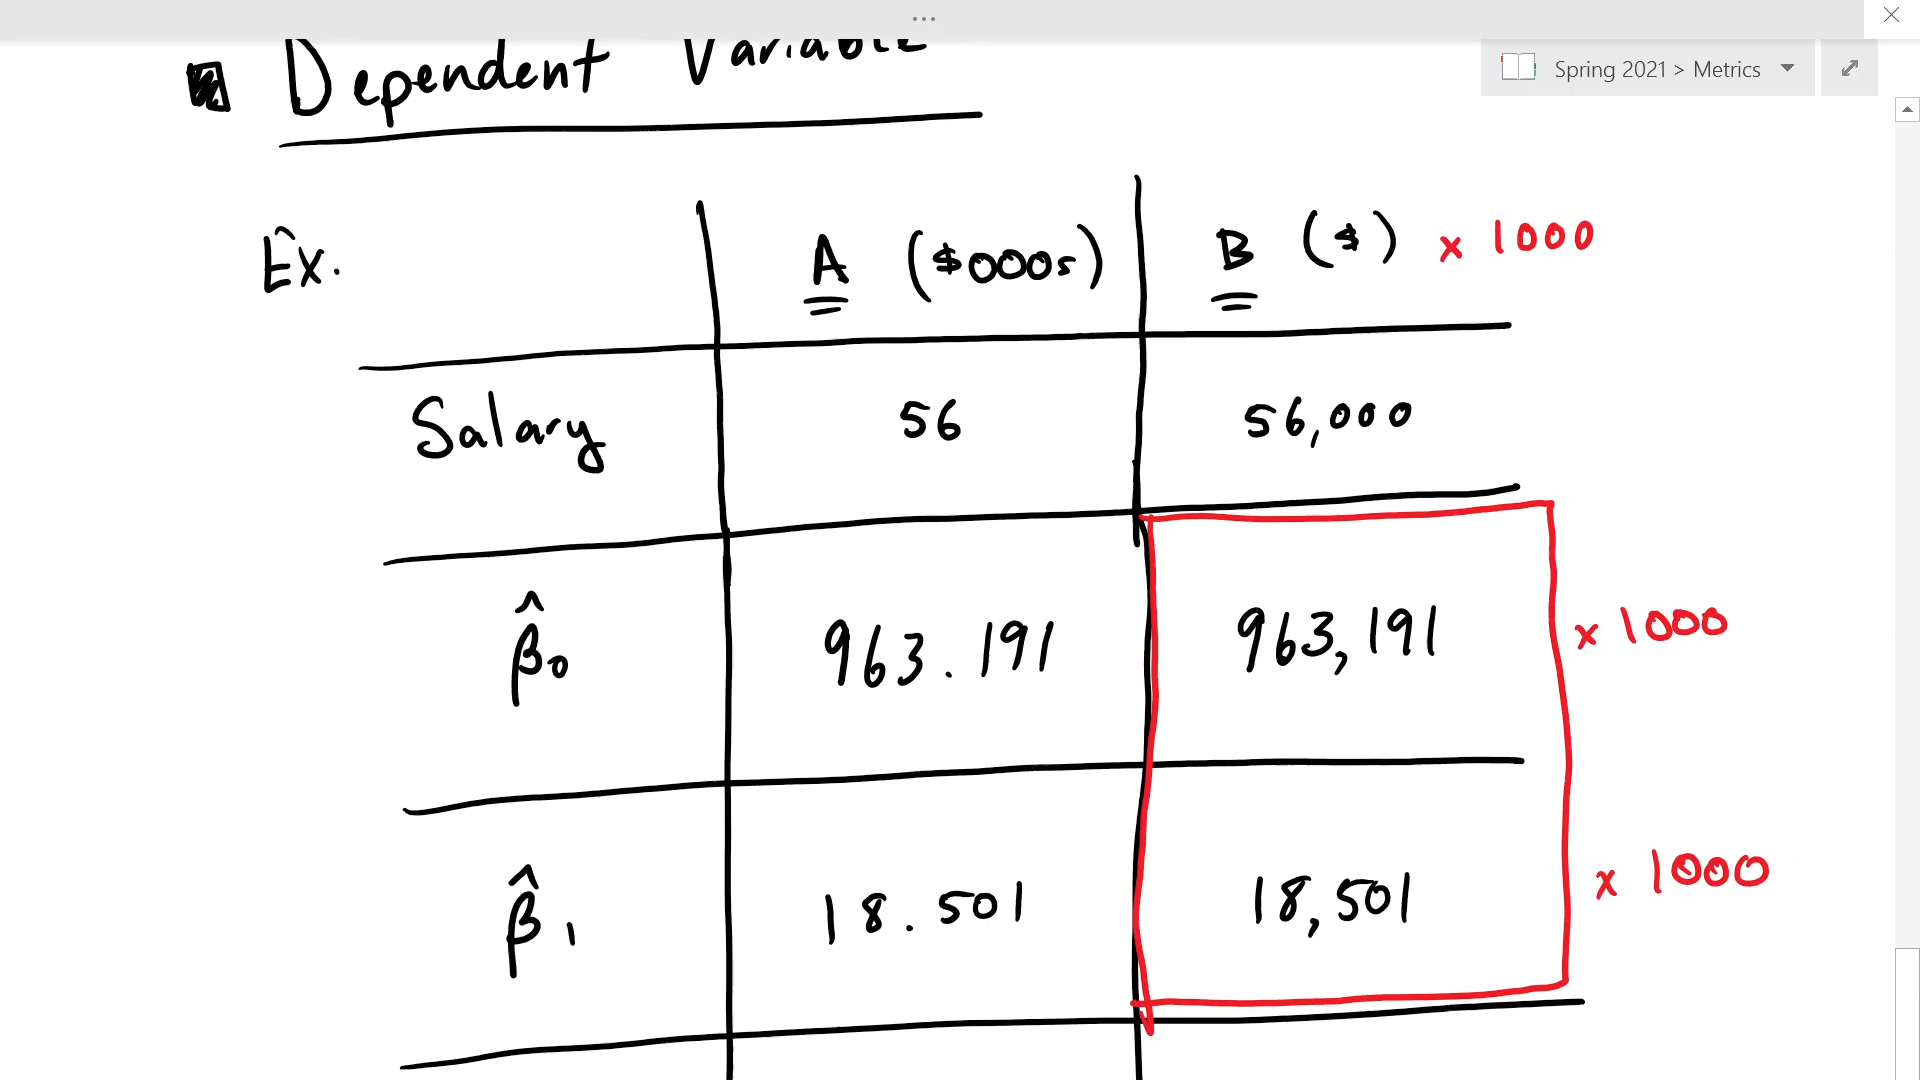 ...
Spring 2021 > Metrics
Dependent Variable
Ex.
A ($000s)
B ($) x 1000
Salary
56
56,000
β̂₀
963.191
963,191
x 1000
β̂₁
18.501
18,501
x 1000